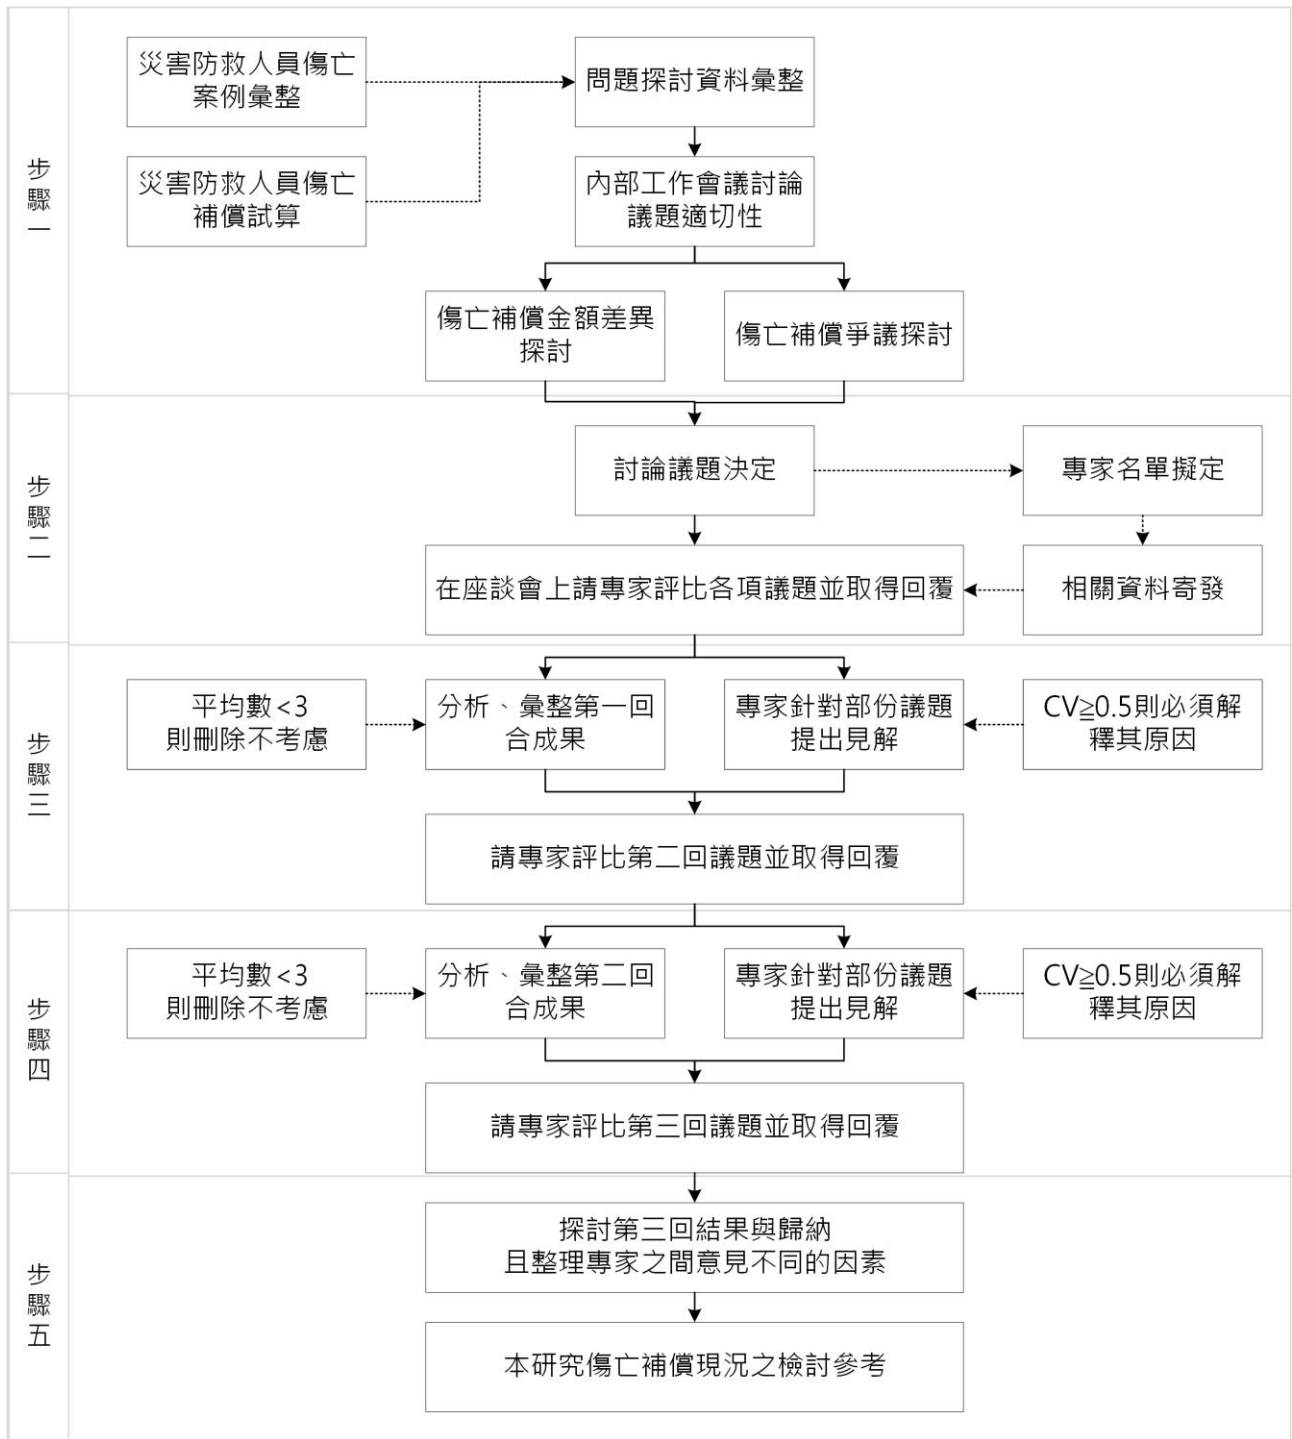 步驟一
災害防救人員傷亡
案例彙整
問題探討資料彙整
災害防救人員傷亡
補償試算
內部工作會議討論
議題適切性
傷亡補償金額差異
探討
傷亡補償爭議探討
步驟二
討論議題決定
專家名單擬定
在座談會上請專家評比各項議題並取得回覆
相關資料寄發
步驟三
平均數<3
則刪除不考慮
分析、彙整第一回
合成果
專家針對部份議題
提出見解
CV≧0.5則必須解
釋其原因
請專家評比第二回議題並取得回覆
步驟四
平均數<3
則刪除不考慮
分析、彙整第二回
合成果
專家針對部份議題
提出見解
CV≧0.5則必須解
釋其原因
請專家評比第三回議題並取得回覆
步驟五
探討第三回結果與歸納
且整理專家之間意見不同的因素
本研究傷亡補償現況之檢討參考